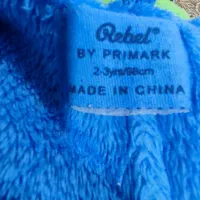 Rebel
BY PRIMARK
2-3yrs/98cm
MADE IN CHINA